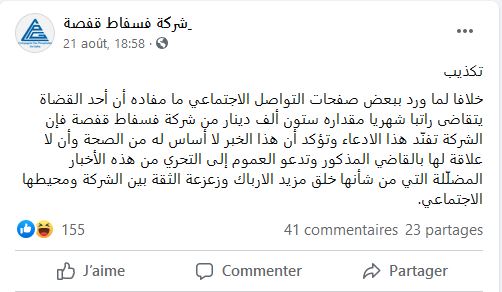 شركة فسفاط قفصة_
21 août, 18:58 ·
تكذيب
خلافا لما ورد ببعض صفحات التواصل الاجتماعي ما مفاده أن أحد القضاة
يتقاضى راتبا شهريا مقداره ستون ألف دينار من شركة فسفاط قفصة فإن
الشركة تفنّد هذا الادعاء وتؤكد أن هذا الخبر لا أساس له من الصحة وأن لا
علاقة لها بالقاضي المذكور وتدعو العموم إلى التحري من هذه الأخبار
المضلّلة التي من شأنها خلق مزيد الارباك وزعزعة الثقة بين الشركة ومحيطها
الاجتماعي.
155 41 commentaires 23 partages
J’aime Commenter Partager